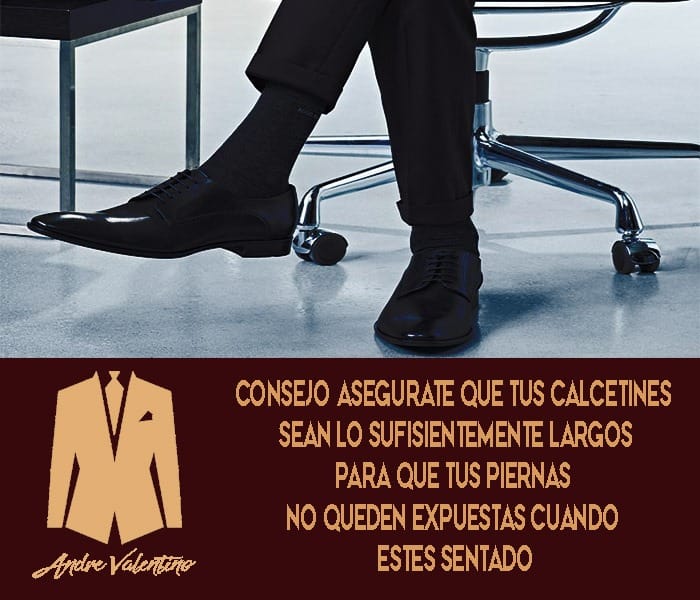 CONSEJO ASEGURATE QUE TUS CALCETINES
SEAN LO SUFISIENTEMENTE LARGOS
PARA QUE TUS PIERNAS
NO QUEDEN EXPUESTAS CUANDO
ESTES SENTADO
Andre Valentino